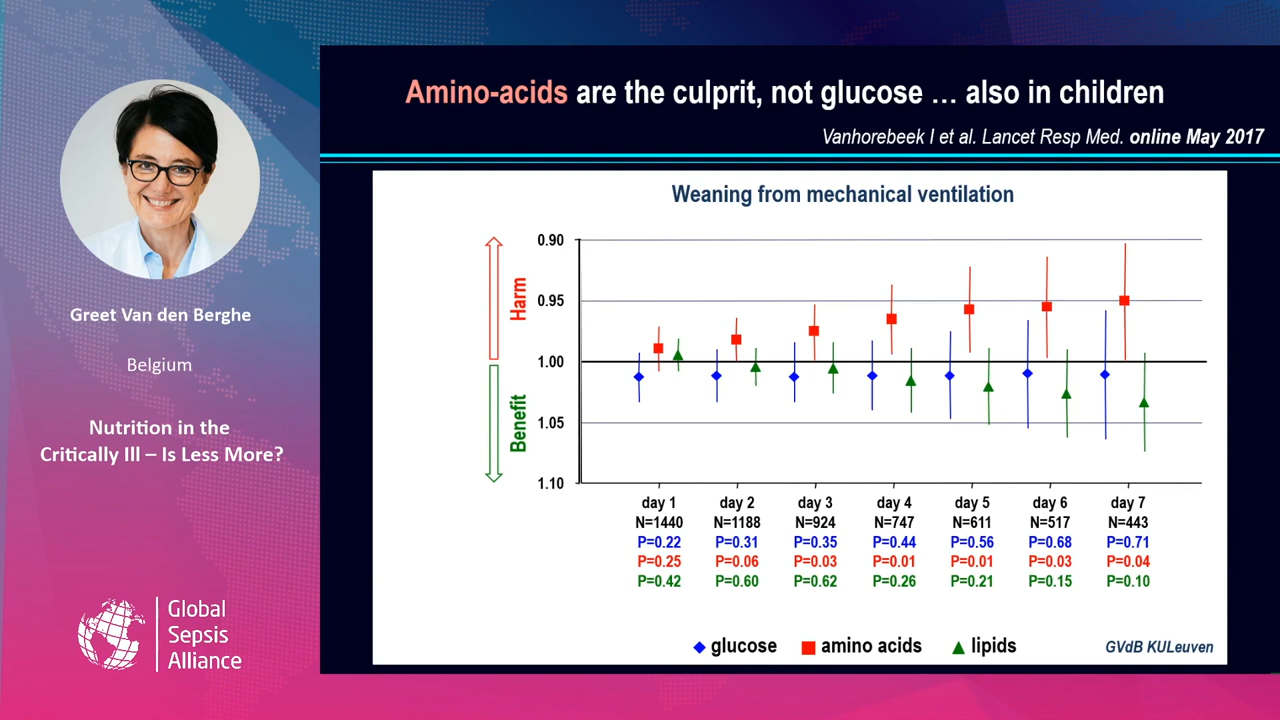 Greet Van den Berghe
Belgium
Nutrition in the
Critically Ill – Is Less More?
Global
Sepsis
Alliance
Amino-acids are the culprit, not glucose … also in children
Vanhorebeek I et al. Lancet Resp Med. online May 2017
Weaning from mechanical ventilation
Harm
Benefit
0.90
0.95
1.00
1.05
1.10
day 1 day 2 day 3 day 4 day 5 day 6 day 7
N=1440 N=1188 N=924 N=747 N=611 N=517 N=443
P=0.22 P=0.31 P=0.35 P=0.44 P=0.56 P=0.68 P=0.71
P=0.25 P=0.06 P=0.03 P=0.01 P=0.01 P=0.03 P=0.04
P=0.42 P=0.60 P=0.62 P=0.26 P=0.21 P=0.15 P=0.10
glucose amino acids lipids
GVdB KULeuven